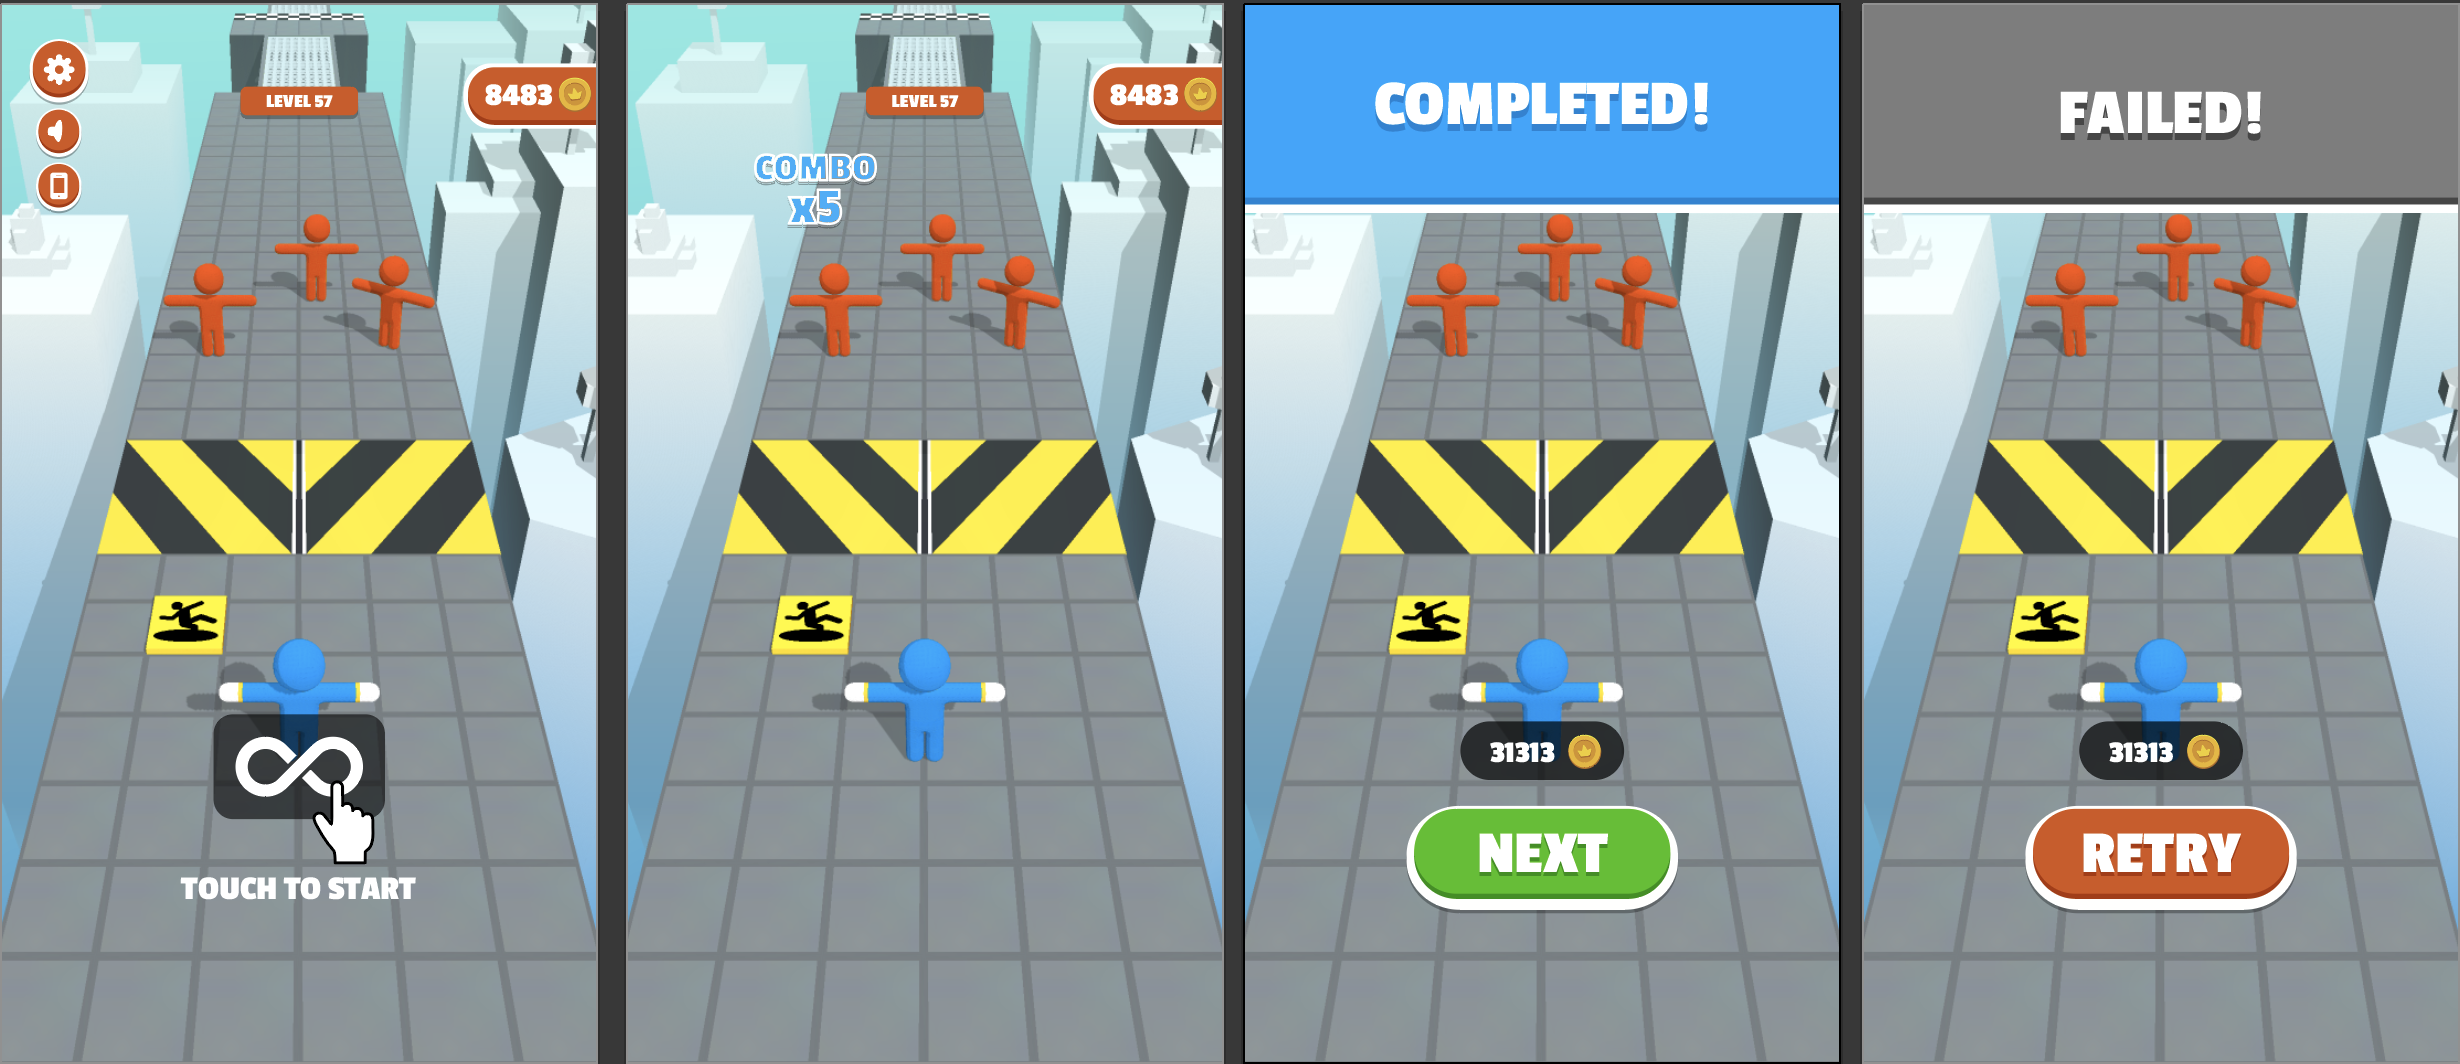 LEVEL 57
8483
TOUCH TO START
LEVEL 57
8483
COMBO
x5
COMPLETED!
31313
NEXT
FAILED!
31313
RETRY